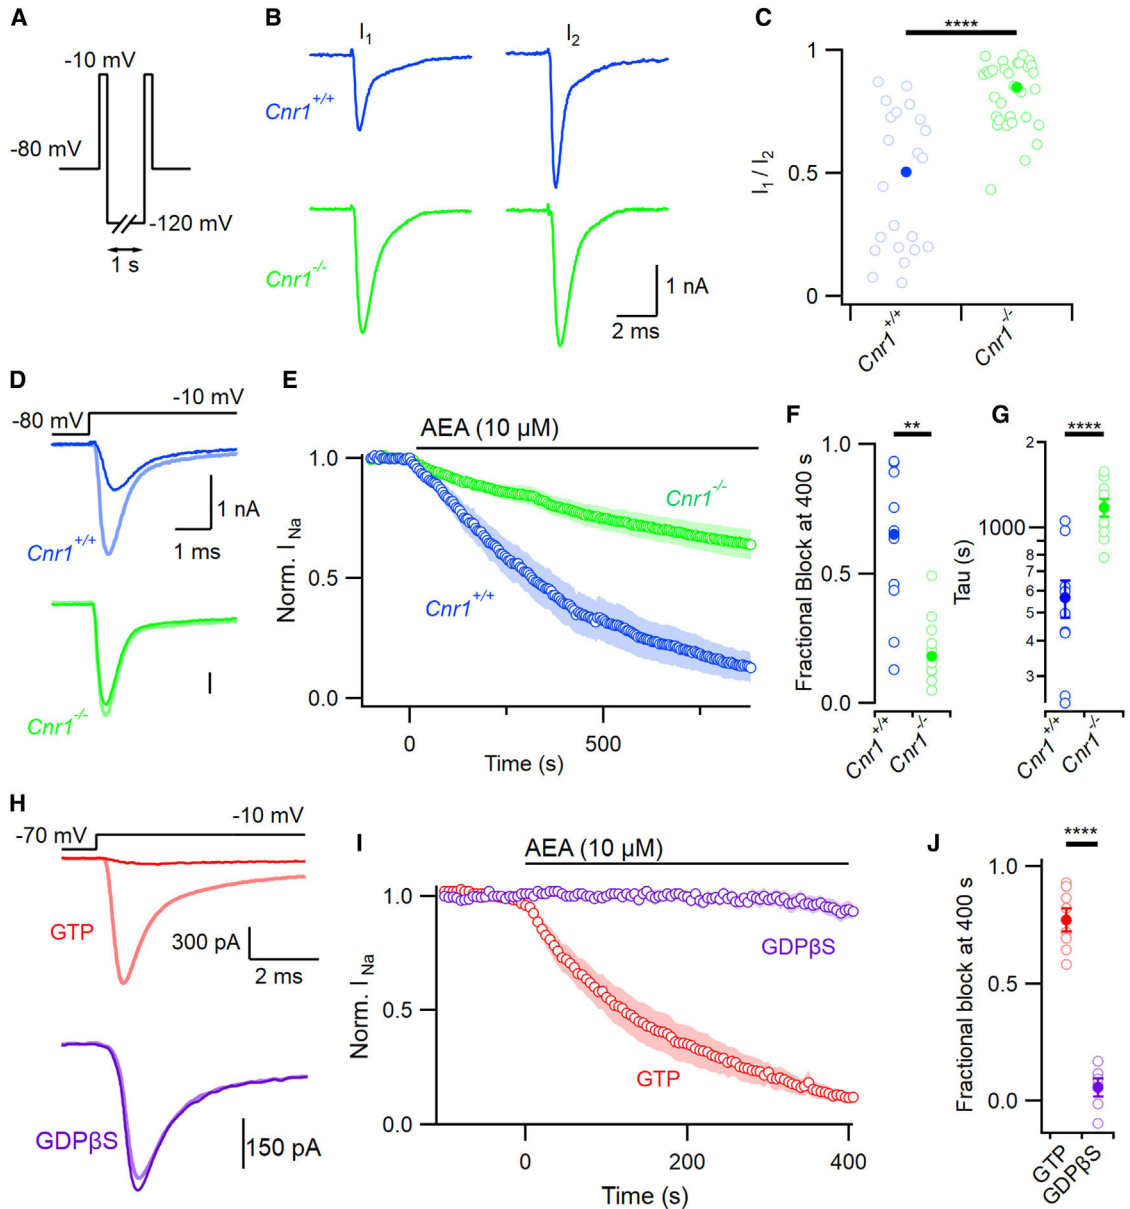 A
-10 mV
-80 mV
-120 mV
1 s
B
I1
I2
Cnr1+/+
Cnr1-/-
1 nA
2 ms
C
****
1
0.5
0
I1 / I2
Cnr1+/+
Cnr1-/-
D
-10 mV
-80 mV
1 nA
1 ms
Cnr1+/+
Cnr1-/-
E
AEA (10 µM)
1.0
0.5
0.0
Norm. INa
Cnr1-/-
Cnr1+/+
0
500
Time (s)
F
**
1.0
0.5
0.0
Fractional Block at 400 s
Cnr1+/+
Cnr1-/-
G
****
2
1000
9
8
7
6
5
4
3
Tau (s)
Cnr1+/+
Cnr1-/-
H
-10 mV
-70 mV
GTP
300 pA
2 ms
GDPβS
150 pA
I
AEA (10 µM)
1.0
0.5
0.0
Norm. INa
GDPβS
GTP
0
200
400
Time (s)
J
****
1.0
0.5
0.0
Fractional block at 400 s
GTP
GDPβS